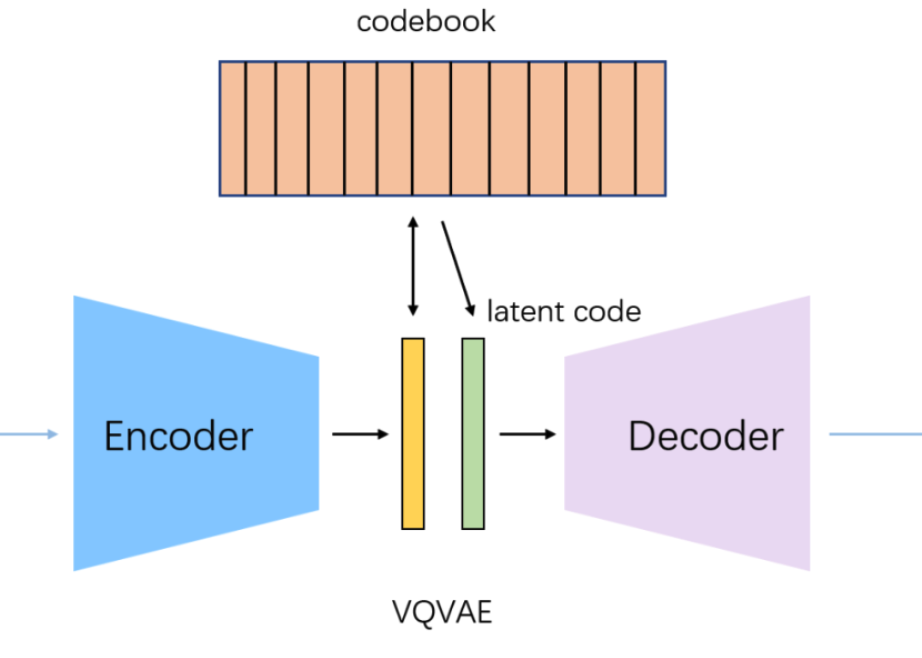 codebook
latent code
Encoder
Decoder
VQVAE